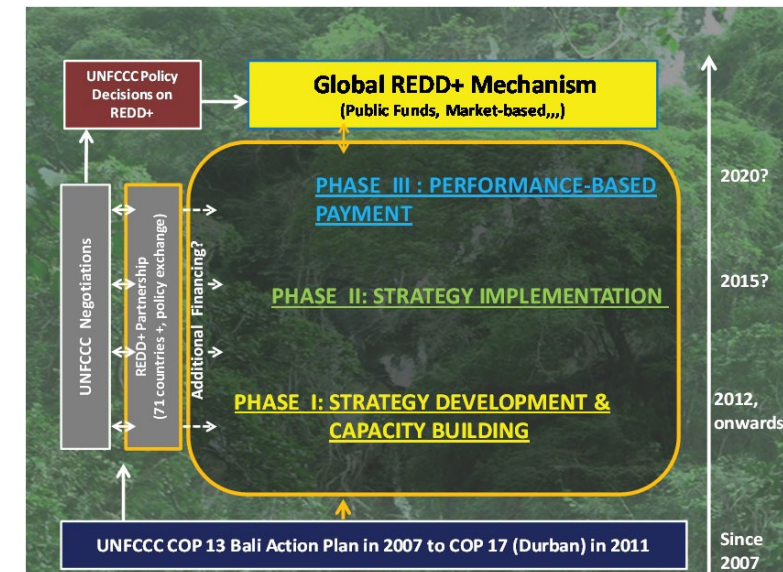 UNFCCC Policy
Decisions on
REDD+
Global REDD+ Mechanism
(Public Funds, Market-based,,,)
PHASE III : PERFORMANCE-BASED
PAYMENT
2020?
PHASE II: STRATEGY IMPLEMENTATION
2015?
PHASE I: STRATEGY DEVELOPMENT &
CAPACITY BUILDING
2012,
onwards
UNFCCC Negotiations
REDD+ Partnership
(71 countries +, policy exchange)
Additional Financing?
UNFCCC COP 13 Bali Action Plan in 2007 to COP 17 (Durban) in 2011
Since
2007